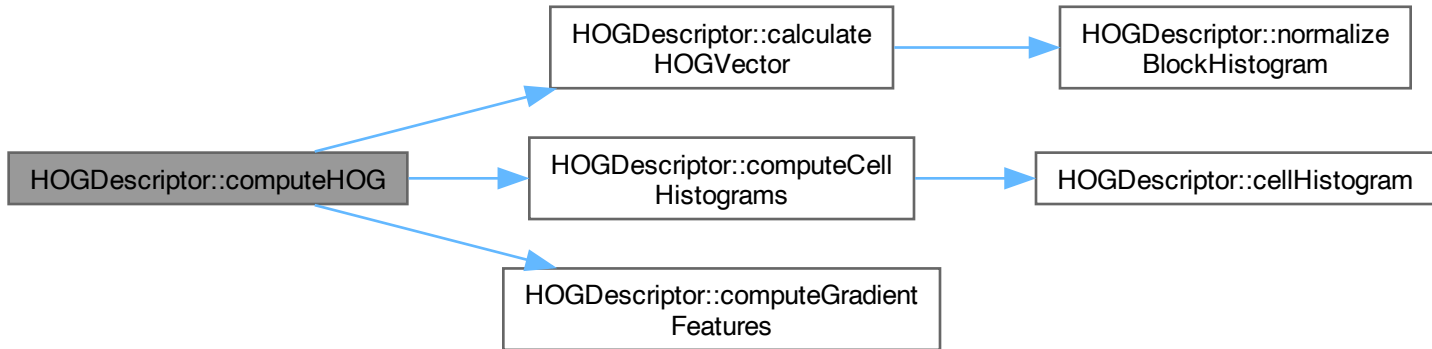 HOGDescriptor::computeHOG
HOGDescriptor::calculate
HOGVector
HOGDescriptor::normalize
BlockHistogram
HOGDescriptor::computeCell
Histograms
HOGDescriptor::cellHistogram
HOGDescriptor::computeGradient
Features